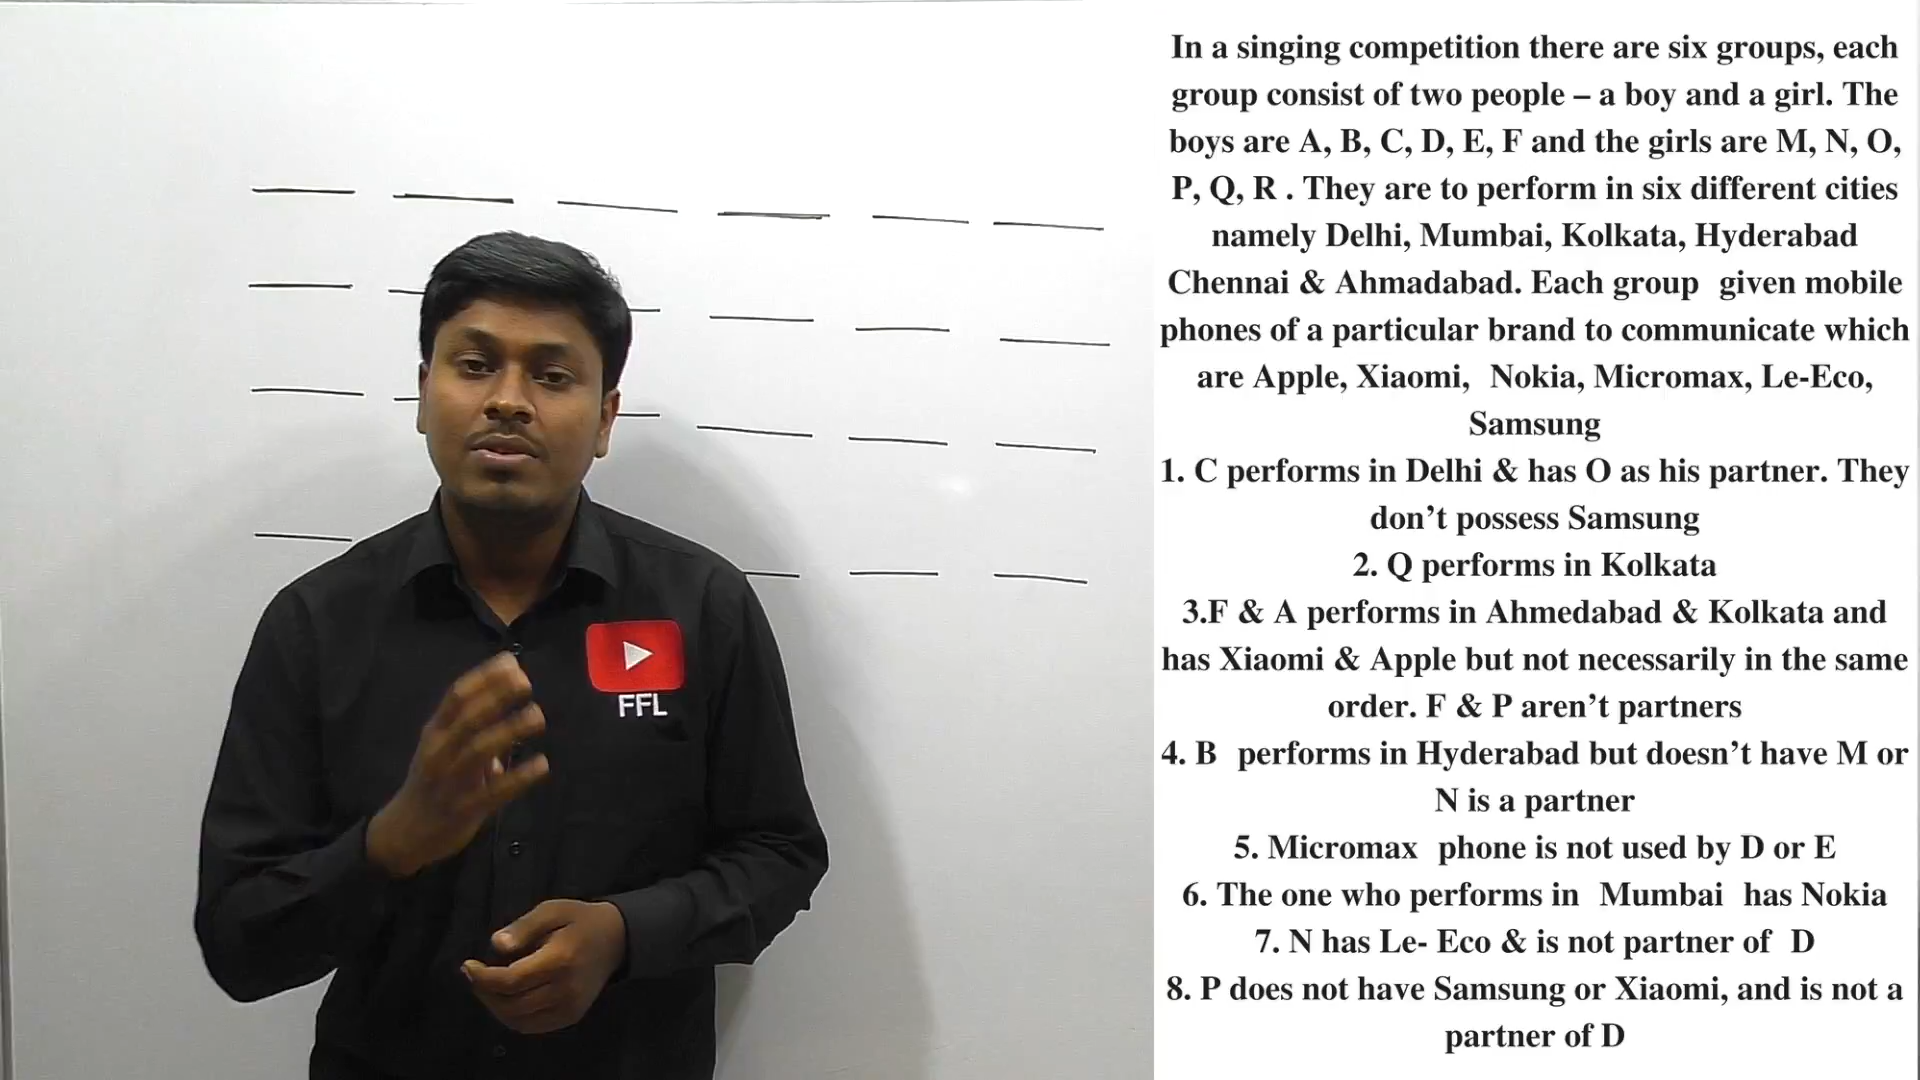 In a singing competition there are six groups, each
group consist of two people – a boy and a girl. The
boys are A, B, C, D, E, F and the girls are M, N, O,
P, Q, R . They are to perform in six different cities
namely Delhi, Mumbai, Kolkata, Hyderabad
Chennai & Ahmadabad. Each group given mobile
phones of a particular brand to communicate which
are Apple, Xiaomi, Nokia, Micromax, Le-Eco,
Samsung
1. C performs in Delhi & has O as his partner. They
don’t possess Samsung
2. Q performs in Kolkata
3.F & A performs in Ahmedabad & Kolkata and
has Xiaomi & Apple but not necessarily in the same
order. F & P aren’t partners
4. B performs in Hyderabad but doesn’t have M or
N is a partner
5. Micromax phone is not used by D or E
6. The one who performs in Mumbai has Nokia
7. N has Le- Eco & is not partner of D
8. P does not have Samsung or Xiaomi, and is not a
partner of D
FFL